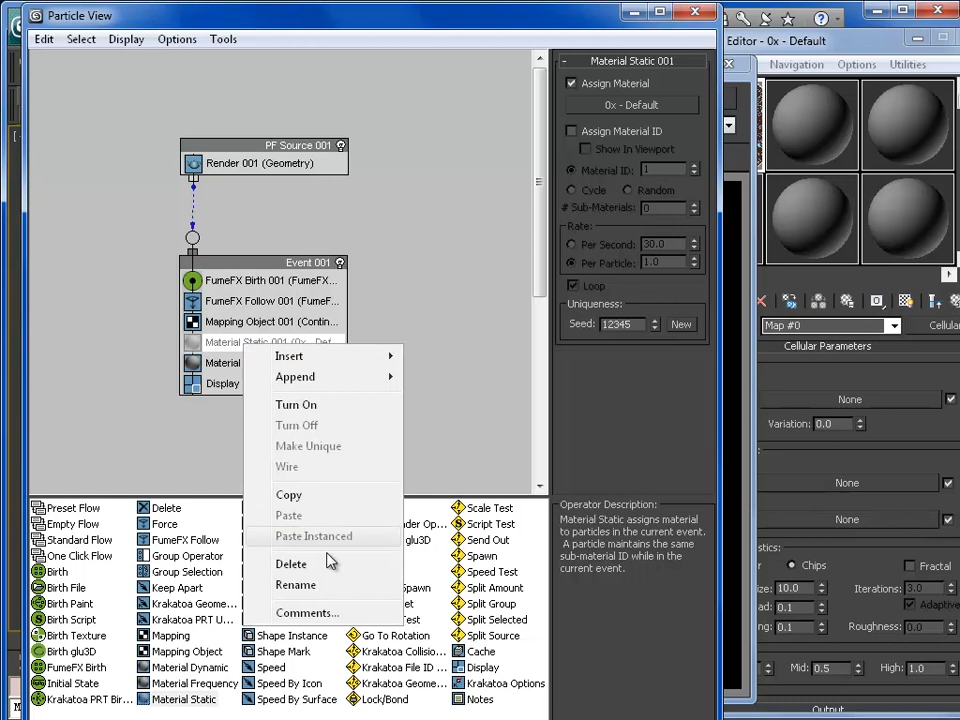 Particle View
Edit Select Display Options Tools
PF Source 001
Render 001 (Geometry)
Event 001
FumeFX Birth 001 (FumeFX...
FumeFX Follow 001 (FumeF...
Mapping Object 001 (Contin...
Material Static 001 (0x - Def...
Material
Display
Insert
Append
Turn On
Turn Off
Make Unique
Wire
Copy
Paste
Paste Instanced
Delete
Rename
Comments...
Material Static 001
Assign Material
0x - Default
Assign Material ID
Show In Viewport
Material ID: 1
Cycle Random
# Sub-Materials: 0
Rate:
Per Second: 30.0
Per Particle: 1.0
Loop
Uniqueness:
Seed: 12345 New
Operator Description:
Material Static assigns material
to particles in the current event.
A particle maintains the same
sub-material ID while in the
current event.
Preset Flow
Empty Flow
Standard Flow
One Click Flow
Birth
Birth File
Birth Paint
Birth Script
Birth Texture
Birth glu3D
FumeFX Birth
Initial State
Krakatoa PRT Bir...
Delete
Force
FumeFX Follow
Group Operator
Group Selection
Keep Apart
Krakatoa Geome...
Krakatoa PRT U...
Mapping
Mapping Object
Material Dynamic
Material Frequency
Material Static
Shape Instance
Shape Mark
Speed
Speed By Icon
Speed By Surface
Go To Rotation
Krakatoa Collisio...
Krakatoa File ID ...
Krakatoa Geome...
Lock/Bond
Scale Test
Script Test
Send Out
Spawn
Speed Test
Split Amount
Split Group
Split Selected
Split Source
Cache
Display
Krakatoa Options
Notes
Editor - 0x - Default
Navigation Options Utilities
Map #0 Cellular
Cellular Parameters
None
Variation: 0.0
None
None
Chips Fractal
10.0 Iterations: 3.0
0.1 Adaptive
0.1 Roughness: 0.0
Mid: 0.5 High: 1.0
Output